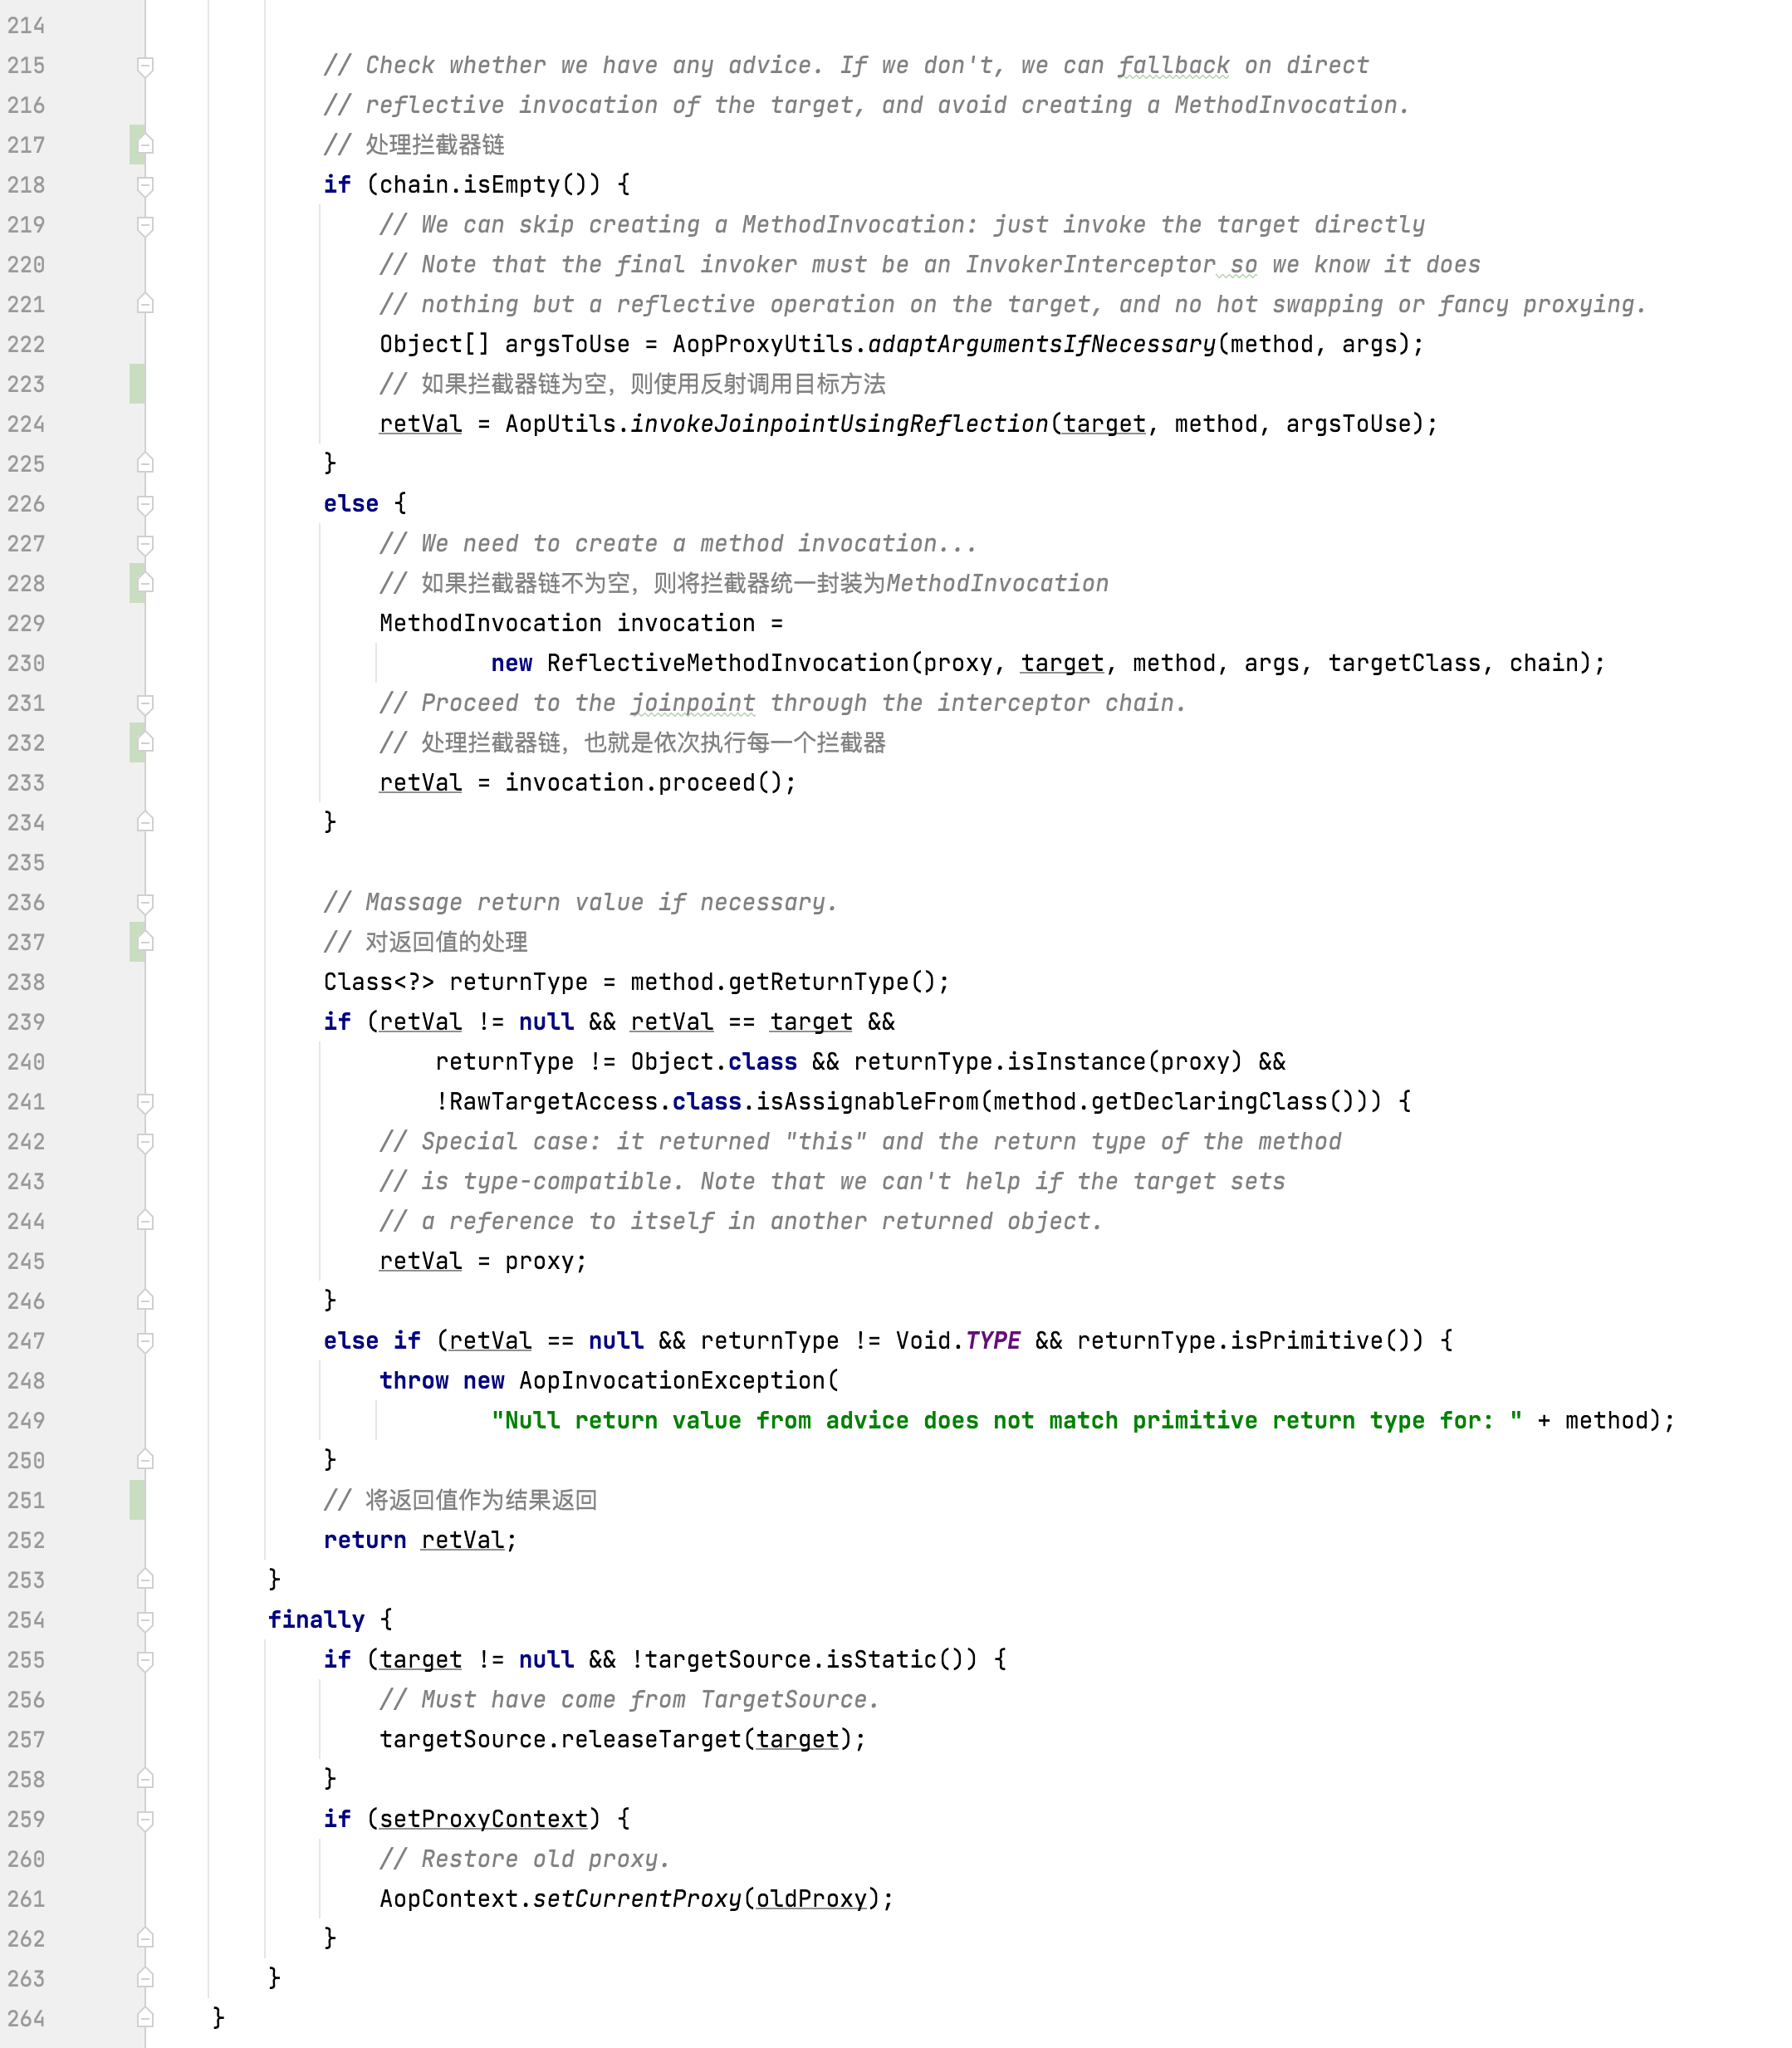 214
215 // Check whether we have any advice. If we don't, we can fallback on direct
216 // reflective invocation of the target, and avoid creating a MethodInvocation.
217 // 处理拦截器链
218 if (chain.isEmpty()) {
219 // We can skip creating a MethodInvocation: just invoke the target directly
220 // Note that the final invoker must be an InvokerInterceptor so we know it does
221 // nothing but a reflective operation on the target, and no hot swapping or fancy proxying.
222 Object[] argsToUse = AopProxyUtils.adaptArgumentsIfNecessary(method, args);
223 // 如果拦截器链为空，则使用反射调用目标方法
224 retVal = AopUtils.invokeJoinpointUsingReflection(target, method, argsToUse);
225 }
226 else {
227 // We need to create a method invocation...
228 // 如果拦截器链不为空，则将拦截器统一封装为MethodInvocation
229 MethodInvocation invocation =
230 new ReflectiveMethodInvocation(proxy, target, method, args, targetClass, chain);
231 // Proceed to the joinpoint through the interceptor chain.
232 // 处理拦截器链，也就是依次执行每一个拦截器
233 retVal = invocation.proceed();
234 }
235
236 // Massage return value if necessary.
237 // 对返回值的处理
238 Class<?> returnType = method.getReturnType();
239 if (retVal != null && retVal == target &&
240 returnType != Object.class && returnType.isInstance(proxy) &&
241 !RawTargetAccess.class.isAssignableFrom(method.getDeclaringClass())) {
242 // Special case: it returned "this" and the return type of the method
243 // is type-compatible. Note that we can't help if the target sets
244 // a reference to itself in another returned object.
245 retVal = proxy;
246 }
247 else if (retVal == null && returnType != Void.TYPE && returnType.isPrimitive()) {
248 throw new AopInvocationException(
249 "Null return value from advice does not match primitive return type for: " + method);
250 }
251 // 将返回值作为结果返回
252 return retVal;
253 }
254 finally {
255 if (target != null && !targetSource.isStatic()) {
256 // Must have come from TargetSource.
257 targetSource.releaseTarget(target);
258 }
259 if (setProxyContext) {
260 // Restore old proxy.
261 AopContext.setCurrentProxy(oldProxy);
262 }
263 }
264 }